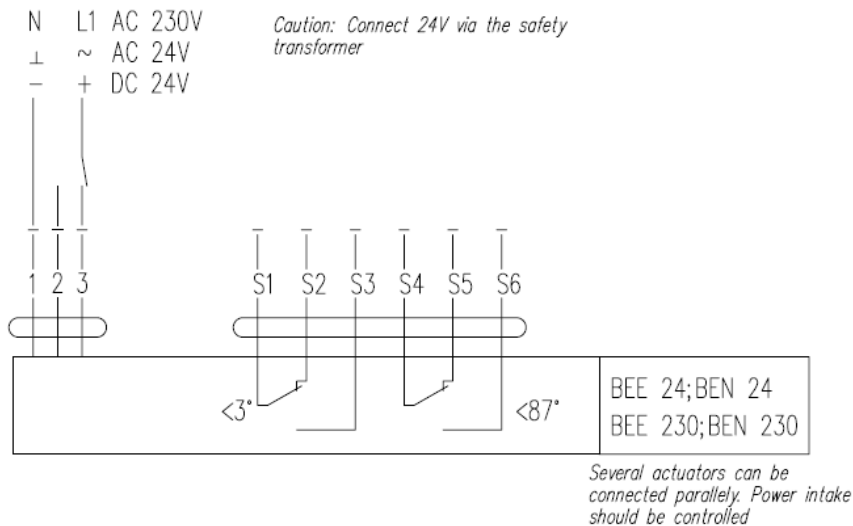 N L1 AC 230V
⊥ ~ AC 24V
− + DC 24V
Caution: Connect 24V via the safety
transformer
1 2 3 S1 S2 S3 S4 S5 S6
<3° <87°
BEE 24;BEN 24
BEE 230;BEN 230
Several actuators can be
connected parallely. Power intake
should be controlled